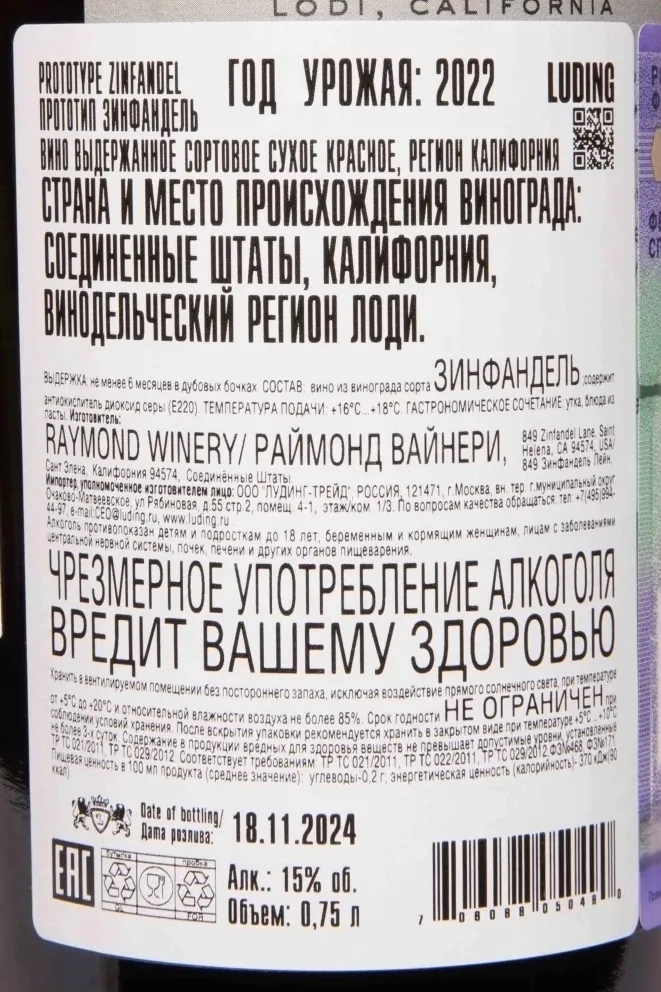 LODI, CALIFORNIA
PROTOTYPE ZINFANDEL
ПРОТОТИП ЗИНФАНДЕЛЬ
ГОД УРОЖАЯ: 2022
LUDING
ВИНО ВЫДЕРЖАННОЕ СОРТОВОЕ СУХОЕ КРАСНОЕ, РЕГИОН КАЛИФОРНИЯ
СТРАНА И МЕСТО ПРОИСХОЖДЕНИЯ ВИНОГРАДА:
СОЕДИНЕННЫЕ ШТАТЫ, КАЛИФОРНИЯ,
ВИНОДЕЛЬЧЕСКИЙ РЕГИОН ЛОДИ.
ВЫДЕРЖКА: не менее 6 месяцев в дубовых бочках. СОСТАВ: вино из винограда сорта ЗИНФАНДЕЛЬ, содержит
антиокислитель диоксид серы (E220). ТЕМПЕРАТУРА ПОДАЧИ: +16°C...+18°C. ГАСТРОНОМИЧЕСКОЕ СОЧЕТАНИЕ: утка, блюда из
пасты. Изготовитель:
RAYMOND WINERY/ РАЙМОНД ВАЙНЕРИ, 849 Zinfandel Lane, Saint
Helena, CA 94574, USA/
849 Зинфандель Лейн,
Сант Элена, Калифорния 94574, Соединённые Штаты
Импортер, уполномоченное изготовителем лицо: ООО "ЛУДИНГ-ТРЕЙД", РОССИЯ, 121471, г.Москва, вн. тер. г.муниципальный округ
Очаково-Матвеевское, ул Рябиновая, д.55 стр 2, помещ. 4-1, этаж/ком. 1/3. По вопросам качества обращаться: тел. +7(495)994-
44-97, e-mail:CEO@luding.ru, www.luding.ru
Алкоголь противопоказан детям и подросткам до 18 лет, беременным и кормящим женщинам, лицам с заболеваниями
центральной нервной системы, почек, печени и других органов пищеварения.
ЧРЕЗМЕРНОЕ УПОТРЕБЛЕНИЕ АЛКОГОЛЯ
ВРЕДИТ ВАШЕМУ ЗДОРОВЬЮ
Хранить в вентилируемом помещении без постороннего запаха, исключая воздействие прямого солнечного света, при температуре
от +5°C до +20°C и относительной влажности воздуха не более 85%. Срок годности НЕ ОГРАНИЧЕН при
соблюдении условий хранения. После вскрытия упаковки рекомендуется хранить в закрытом виде при температуре +5°C...+10°C
не более 3-х суток. Содержание в продукции вредных для здоровья веществ не превышает допустимые уровни, установленные
ТР ТС 021/2011, ТР ТС 029/2012. Соответствует требованиям: ТР ТС 021/2011, ТР ТС 022/2011, ТР ТС 029/2012, ФЗ№468, ФЗ№171.
Пищевая ценность в 100 мл продукта (среднее значение): углеводы-0,2 г; энергетическая ценность (калорийность)- 370 кДж(90
ккал)
Date of bottling/
Дата розлива: 18.11.2024
EAC
бутылка
пробка
GL
FOR
Алк.: 15% об.
Объем: 0,75 л